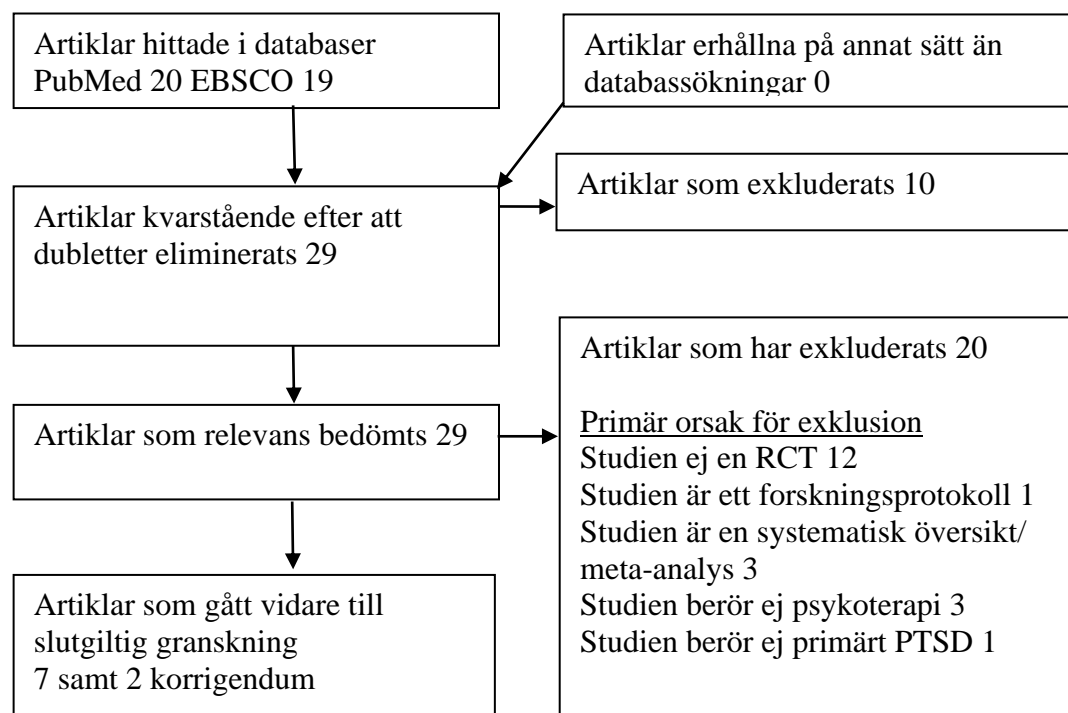 Artiklar hittade i databaser
PubMed 20 EBSCO 19
Artiklar erhållna på annat sätt än
databassökningar 0
Artiklar kvarstående efter att
dubletter eliminerats 29
Artiklar som exkluderats 10
Artiklar som relevans bedömts 29
Artiklar som har exkluderats 20
Primär orsak för exklusion
Studien ej en RCT 12
Studien är ett forskningsprotokoll 1
Studien är en systematisk översikt/
meta-analys 3
Studien berör ej psykoterapi 3
Studien berör ej primärt PTSD 1
Artiklar som gått vidare till
slutgiltig granskning
7 samt 2 korrigendum